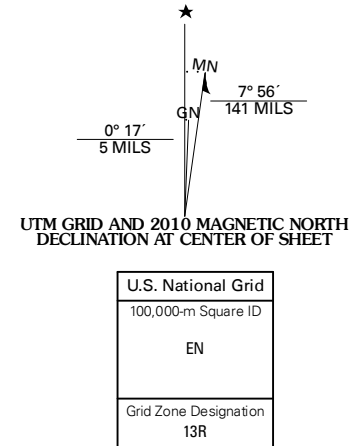 MN
GN
7° 56´
141 MILS
0° 17´
5 MILS
UTM GRID AND 2010 MAGNETIC NORTH
DECLINATION AT CENTER OF SHEET
U.S. National Grid
100,000-m Square ID
EN
Grid Zone Designation
13R